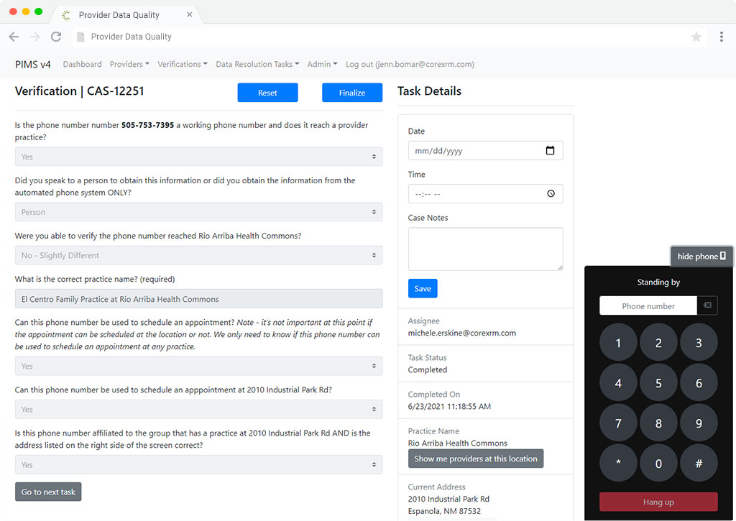 Provider Data Quality
Provider Data Quality
PIMS v4 Dashboard Providers Verifications Data Resolution Tasks Admin Log out (jenn.bomar@corexrm.com)
Verification | CAS-12251
Reset
Finalize
Is the phone number number 505-753-7395 a working phone number and does it reach a provider
practice?
Yes
Did you speak to a person to obtain this information or did you obtain the information from the
automated phone system ONLY?
Person
Were you able to verify the phone number reached Rio Arriba Health Commons?
No - Slightly Different
What is the correct practice name? (required)
El Centro Family Practice at Rio Arriba Health Commons
Can this phone number be used to schedule an appointment? Note - it's not important at this point if
the appointment can be scheduled at the location or not. We only need to know if this phone number can
be used to schedule an appointment at any practice.
Yes
Can this phone number be used to schedule an apppointment at 2010 Industrial Park Rd?
Yes
Is this phone number affiliated to the group that has a practice at 2010 Industrial Park Rd AND is the
address listed on the right side of the screen correct?
Yes
Go to next task
Task Details
Date
mm/dd/yyyy
Time
--:-- --
Case Notes
Save
Assignee
michele.erskine@corexrm.com
Task Status
Completed
Completed On
6/23/2021 11:18:55 AM
Practice Name
Rio Arriba Health Commons
Show me providers at this location
Current Address
2010 Industrial Park Rd
Espanola, NM 87532
hide phone
Standing by
Phone number
1 2 3
4 5 6
7 8 9
* 0 #
Hang up